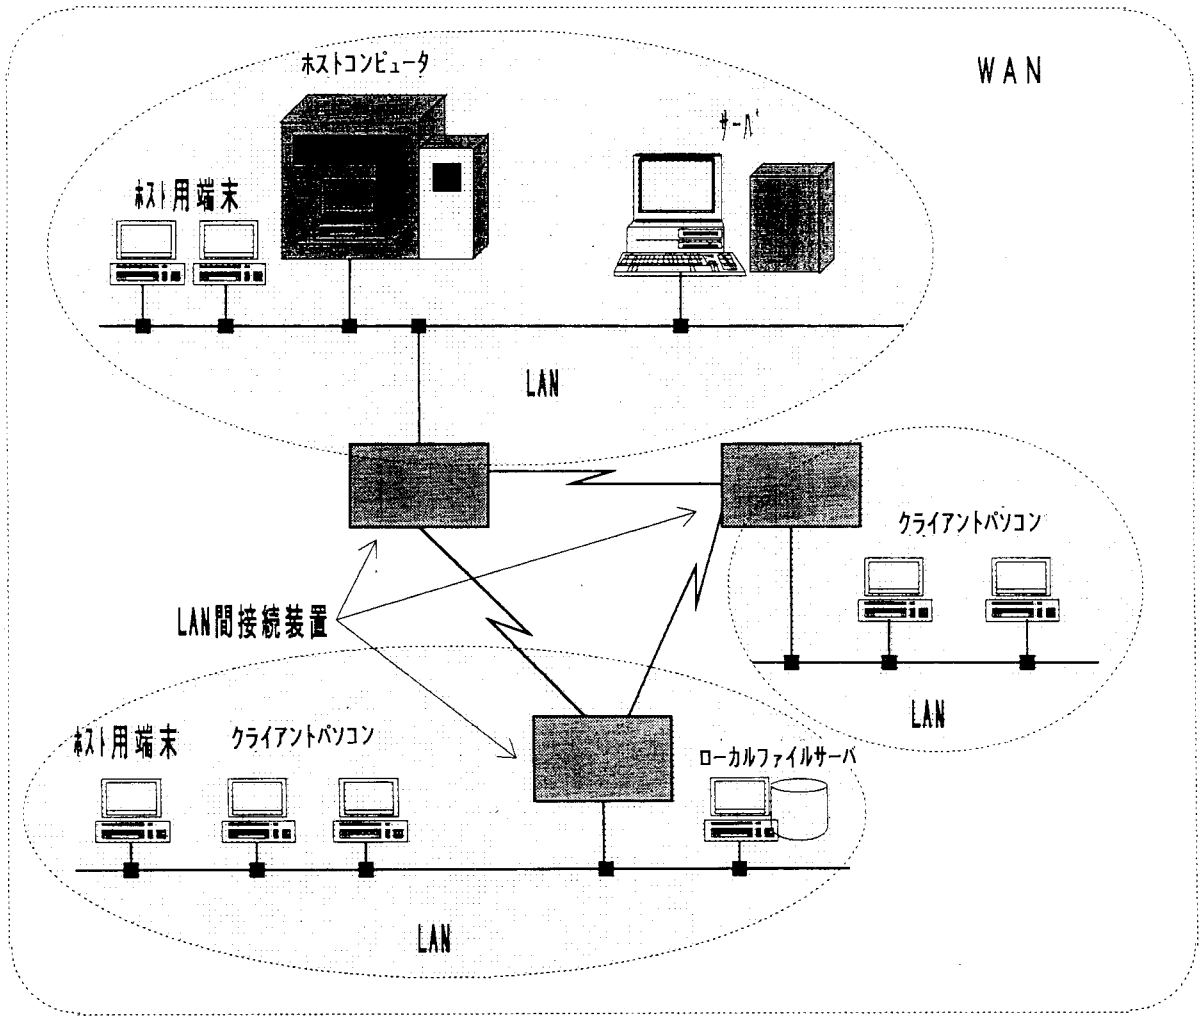 ホストコンピュータ
WAN
サーバ
ホスト用端末
LAN
クライアントパソコン
LAN間接続装置
LAN
ホスト用端末
クライアントパソコン
ローカルファイルサーバ
LAN